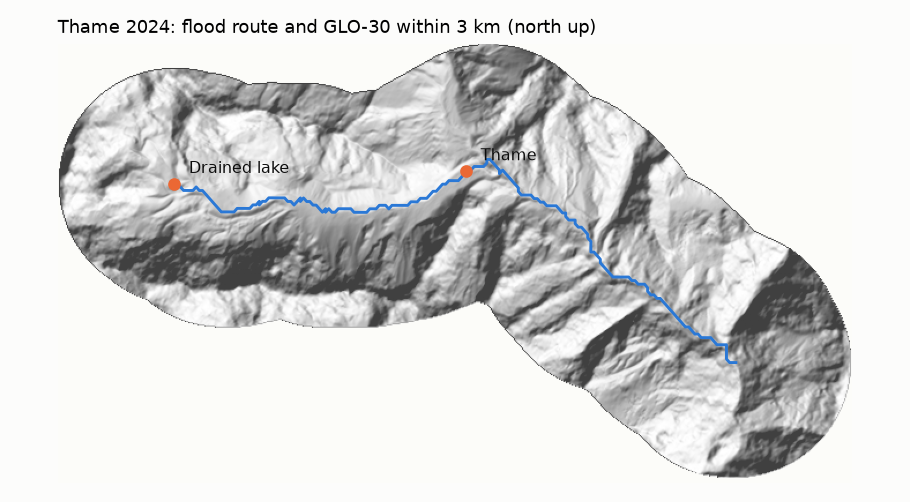 Thame 2024: flood route and GLO-30 within 3 km (north up)
Thame
Drained lake